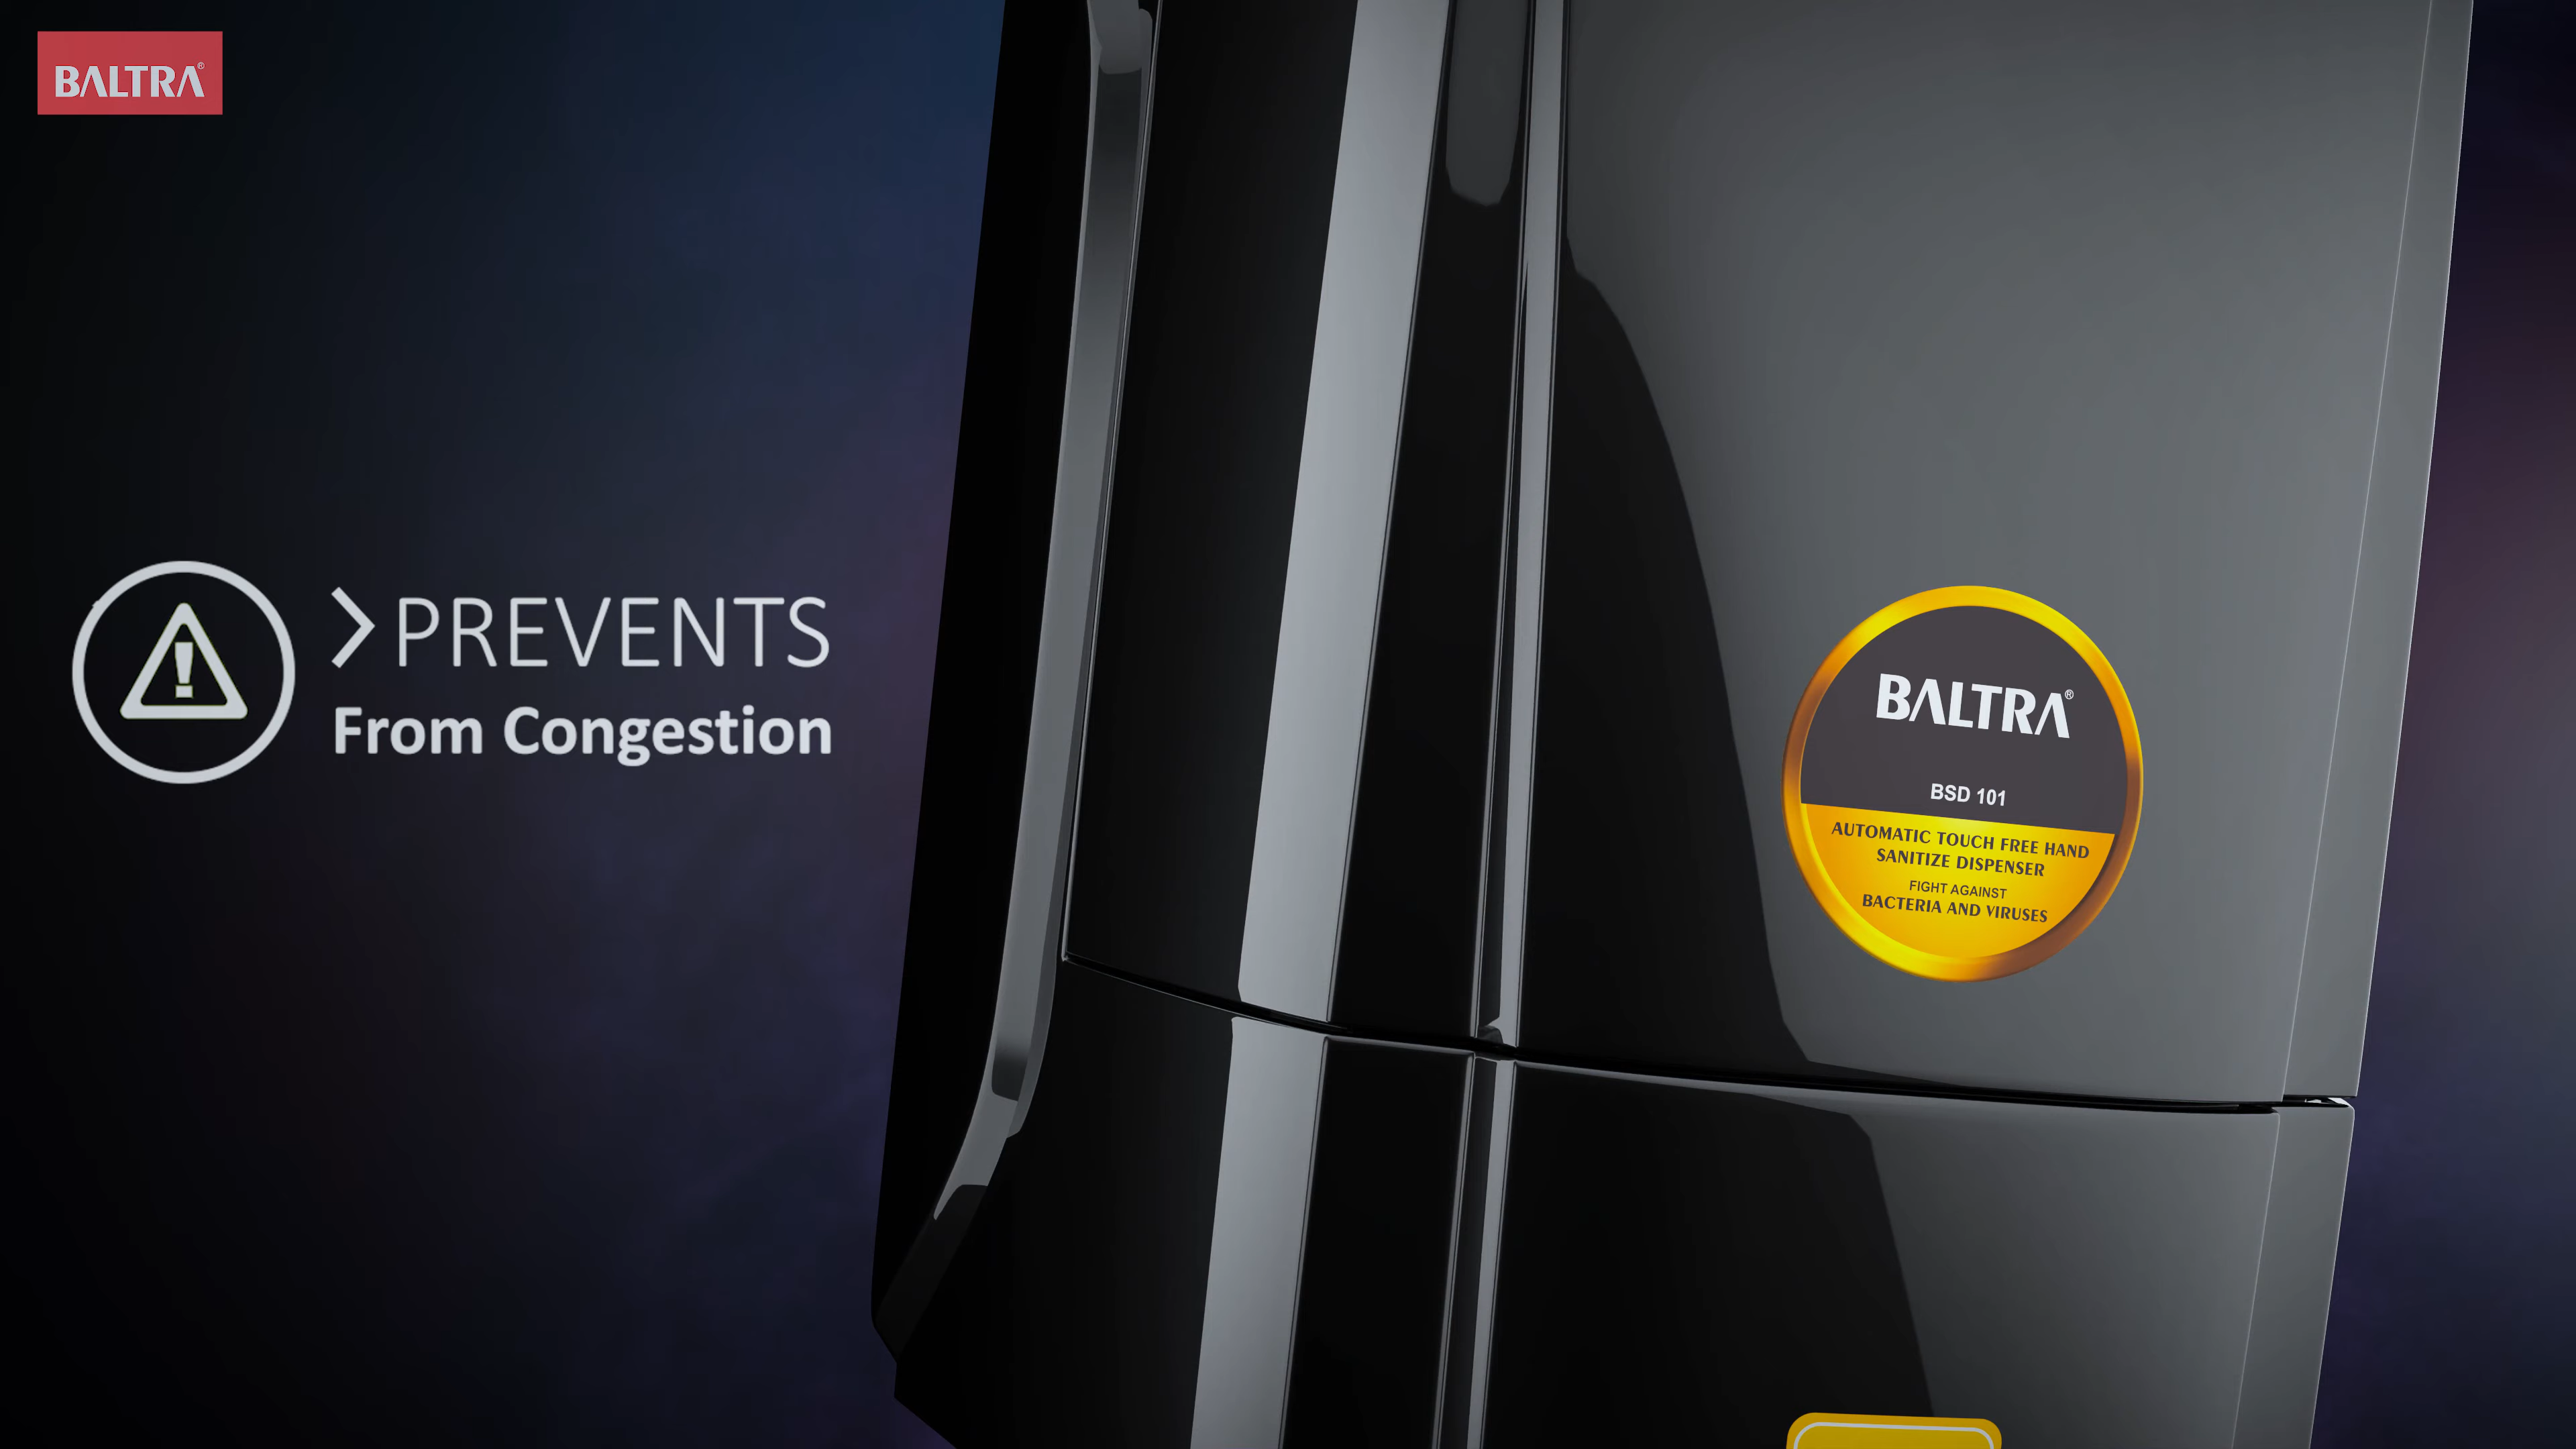 BALTRA®
PREVENTS
From Congestion
BALTRA®
BSD 101
AUTOMATIC TOUCH FREE HAND
SANITIZE DISPENSER
FIGHT AGAINST
BACTERIA AND VIRUSES